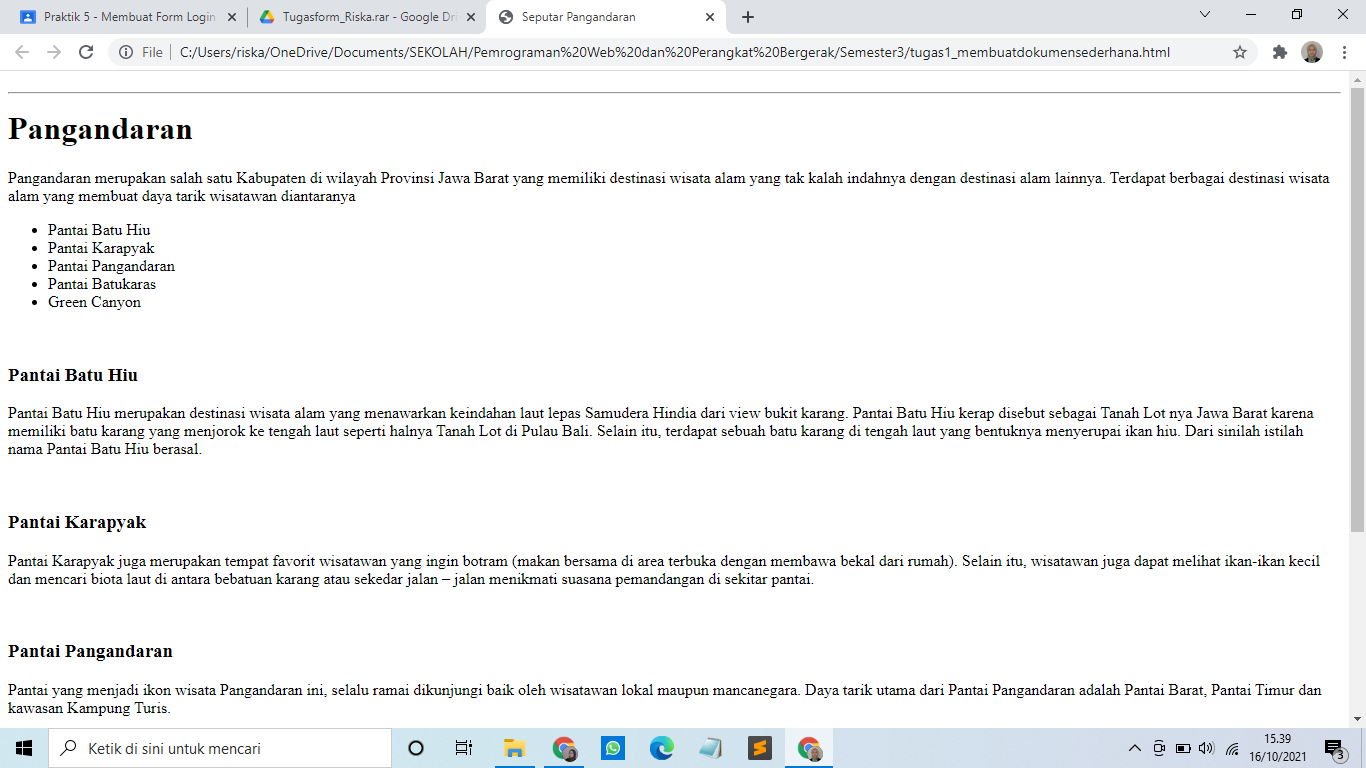 Praktik 5 - Membuat Form Login
Tugasform_Riska.rar - Google Dri
Seputar Pangandaran
File
C:/Users/riska/OneDrive/Documents/SEKOLAH/Pemrograman%20Web%20dan%20Perangkat%20Bergerak/Semester3/tugas1_membuatdokumensederhana.html
Pangandaran
Pangandaran merupakan salah satu Kabupaten di wilayah Provinsi Jawa Barat yang memiliki destinasi wisata alam yang tak kalah indahnya dengan destinasi alam lainnya. Terdapat berbagai destinasi wisata
alam yang membuat daya tarik wisatawan diantaranya
• Pantai Batu Hiu
• Pantai Karapyak
• Pantai Pangandaran
• Pantai Batukaras
• Green Canyon
Pantai Batu Hiu
Pantai Batu Hiu merupakan destinasi wisata alam yang menawarkan keindahan laut lepas Samudera Hindia dari view bukit karang. Pantai Batu Hiu kerap disebut sebagai Tanah Lot nya Jawa Barat karena
memiliki batu karang yang menjorok ke tengah laut seperti halnya Tanah Lot di Pulau Bali. Selain itu, terdapat sebuah batu karang di tengah laut yang bentuknya menyerupai ikan hiu. Dari sinilah istilah
nama Pantai Batu Hiu berasal.
Pantai Karapyak
Pantai Karapyak juga merupakan tempat favorit wisatawan yang ingin botram (makan bersama di area terbuka dengan membawa bekal dari rumah). Selain itu, wisatawan juga dapat melihat ikan-ikan kecil
dan mencari biota laut di antara bebatuan karang atau sekedar jalan – jalan menikmati suasana pemandangan di sekitar pantai.
Pantai Pangandaran
Pantai yang menjadi ikon wisata Pangandaran ini, selalu ramai dikunjungi baik oleh wisatawan lokal maupun mancanegara. Daya tarik utama dari Pantai Pangandaran adalah Pantai Barat, Pantai Timur dan
kawasan Kampung Turis.
Ketik di sini untuk mencari
15.39
16/10/2021
3